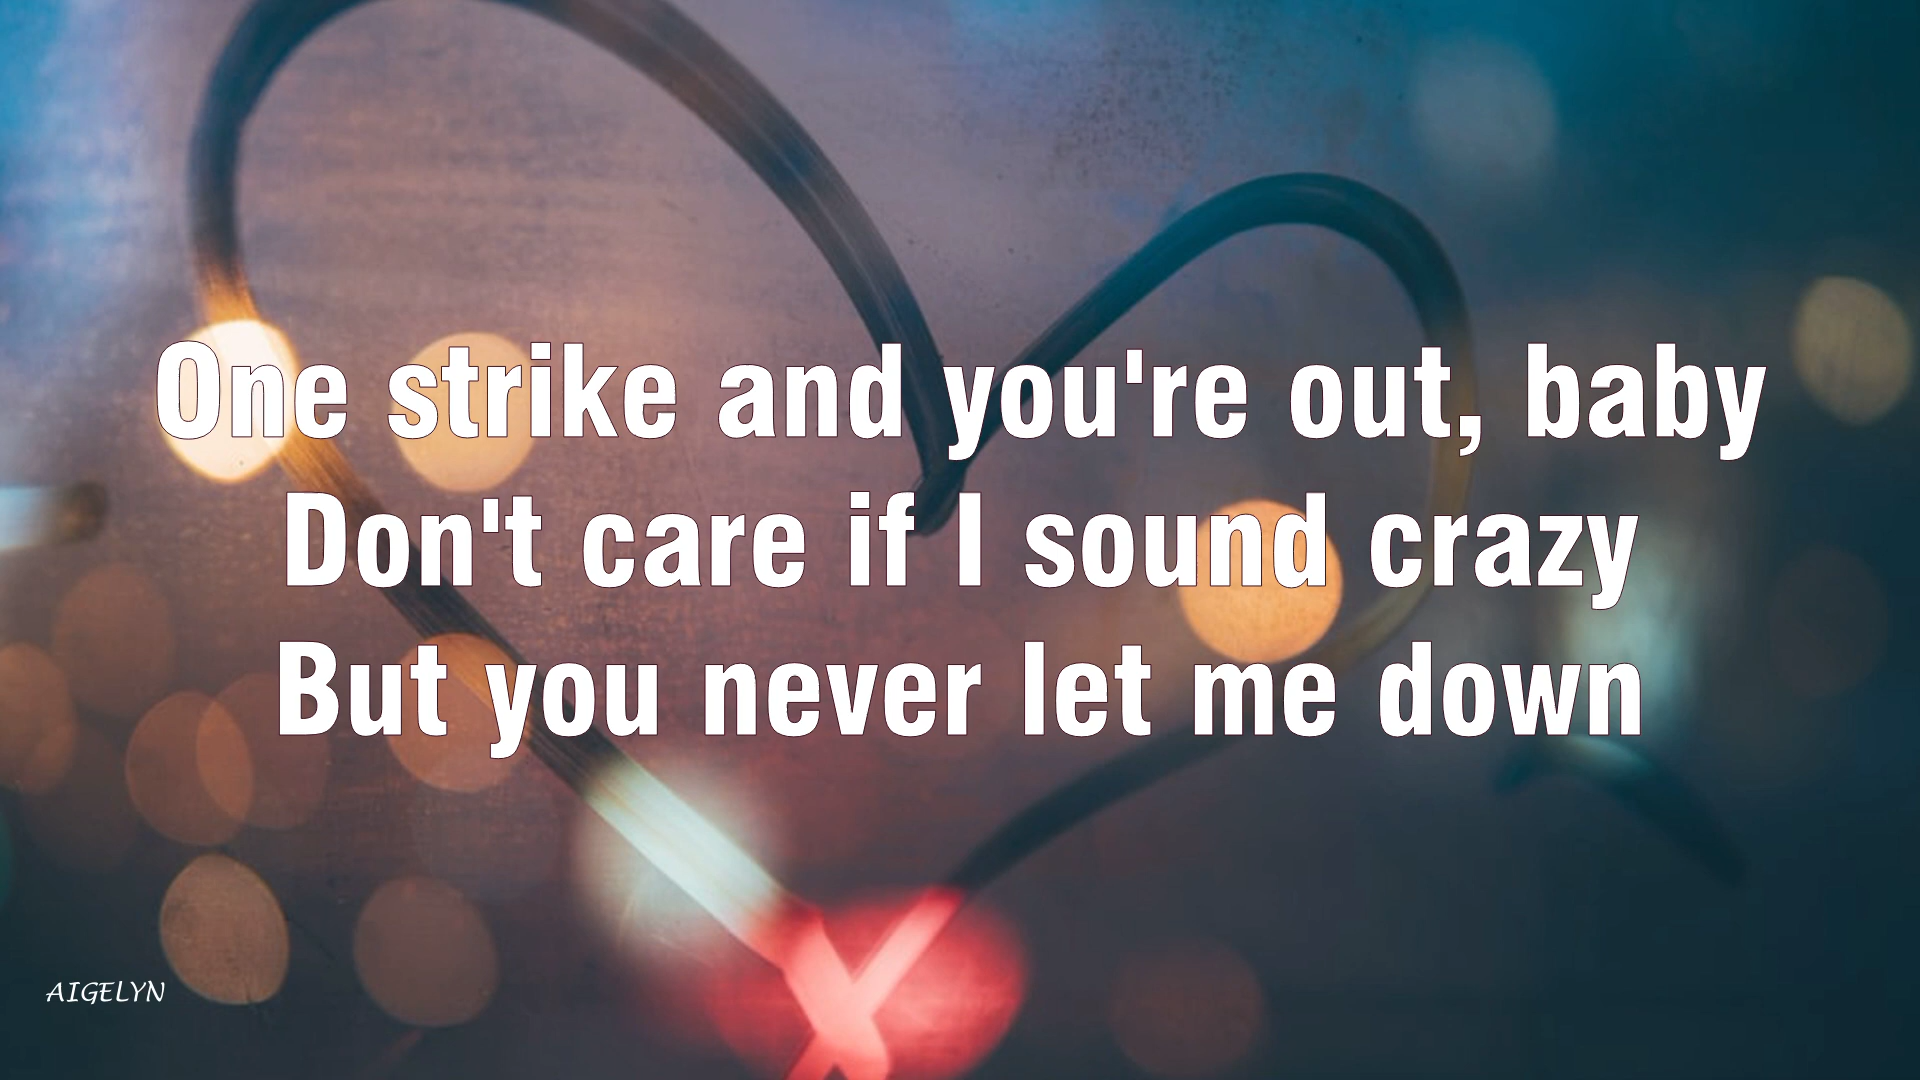 One strike and you're out, baby
Don't care if I sound crazy
But you never let me down
AIGELYN